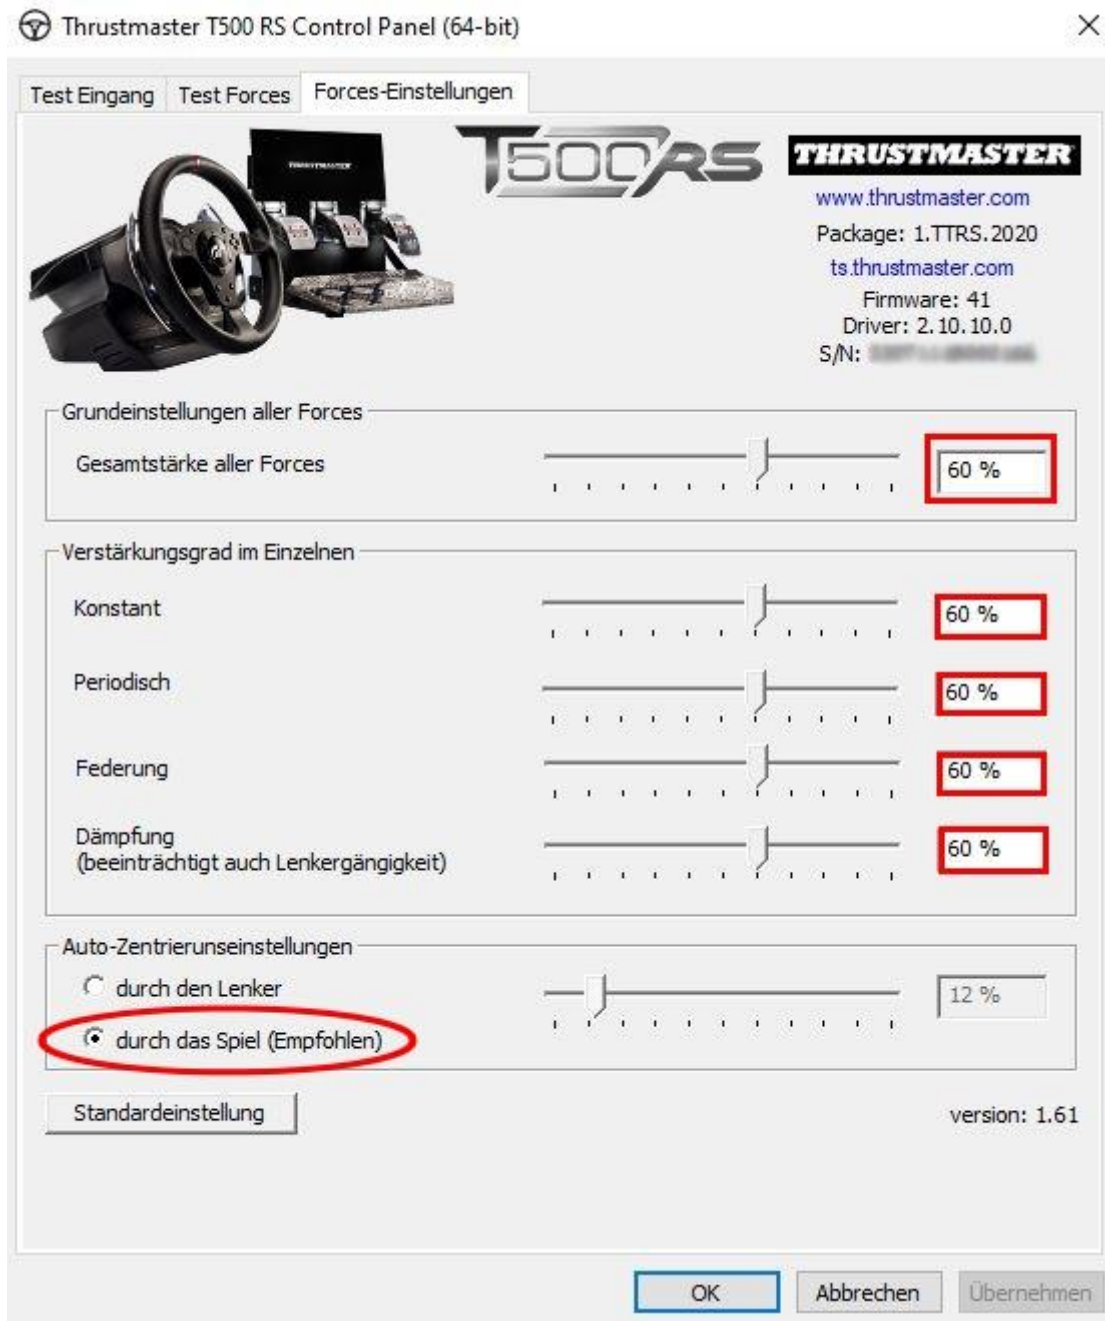 Thrustmaster T500 RS Control Panel (64-bit)
Test Eingang Test Forces Forces-Einstellungen
THRUSTMASTER
T500RS
THRUSTMASTER
www.thrustmaster.com
Package: 1.TTRS.2020
ts.thrustmaster.com
Firmware: 41
Driver: 2.10.10.0
S/N:
Grundeinstellungen aller Forces
Gesamtstärke aller Forces 60 %
Verstärkungsgrad im Einzelnen
Konstant 60 %
Periodisch 60 %
Federung 60 %
Dämpfung
(beeinträchtigt auch Lenkergängigkeit) 60 %
Auto-Zentrierunseinstellungen
durch den Lenker 12 %
durch das Spiel (Empfohlen)
Standardeinstellung version: 1.61
OK Abbrechen Übernehmen